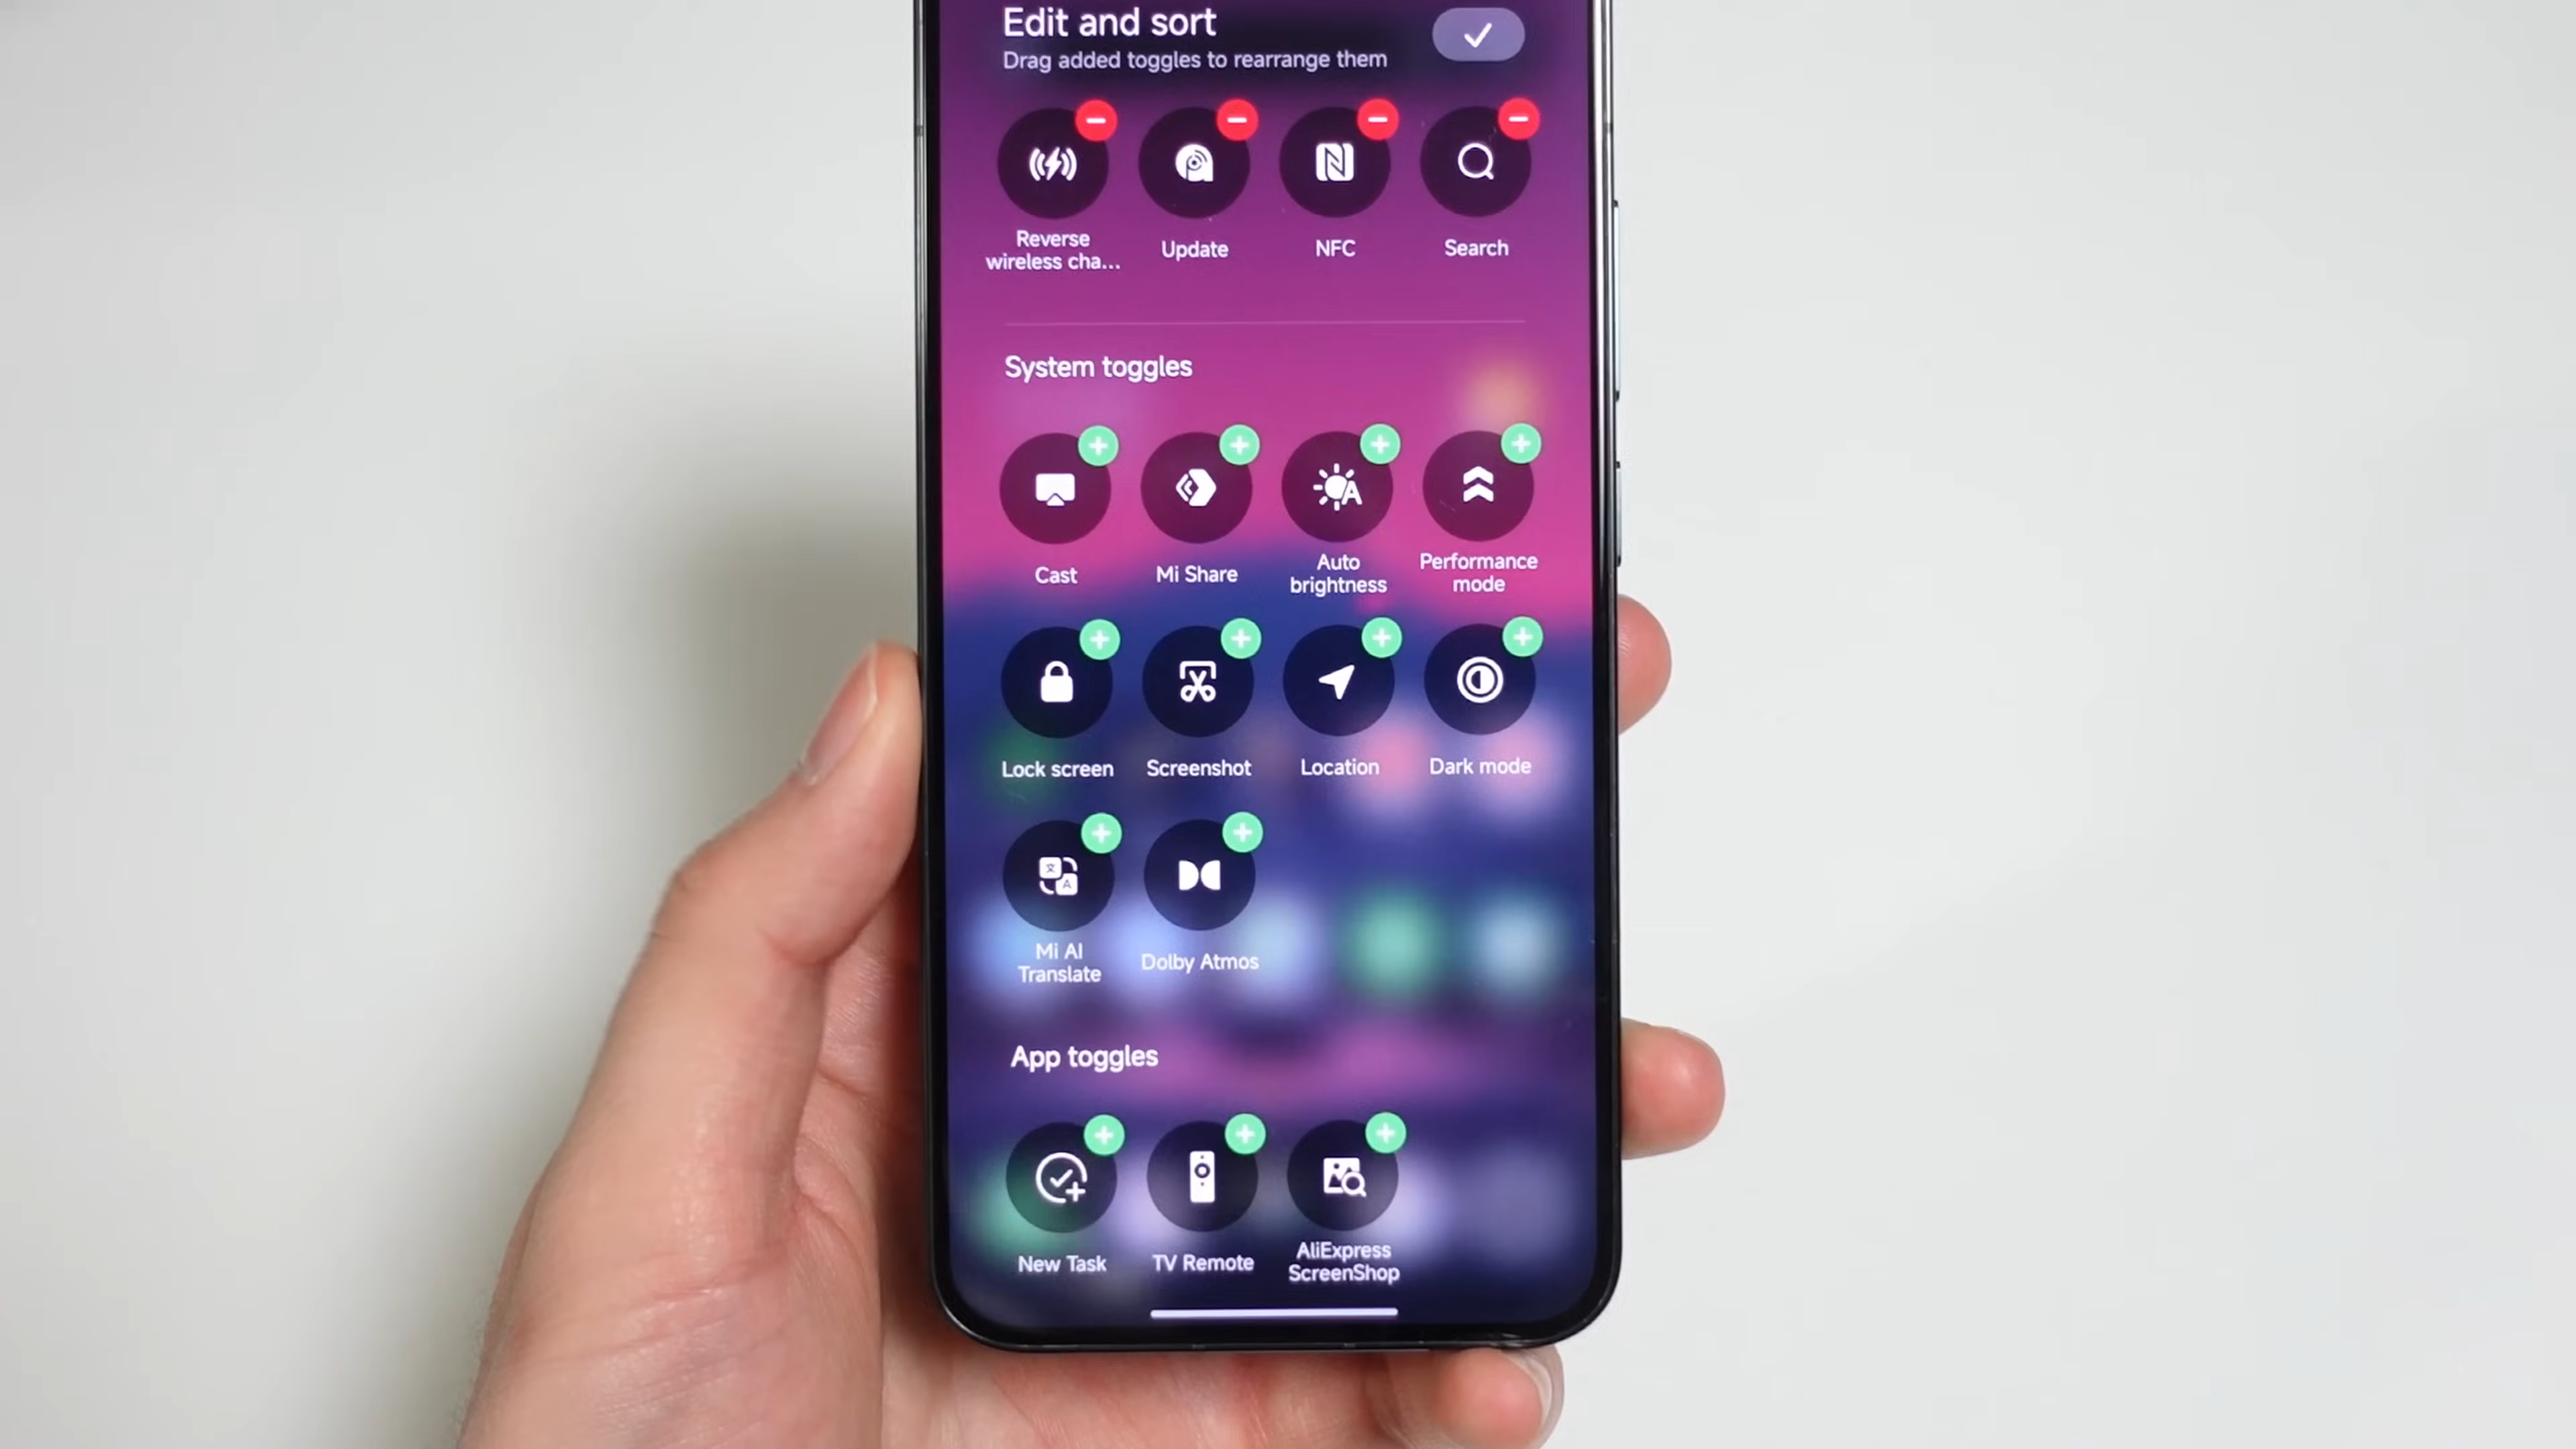 Edit and sort
Drag added toggles to rearrange them
Reverse
wireless cha...
Update
NFC
Search
System toggles
Cast
Mi Share
Auto
brightness
Performance
mode
Lock screen
Screenshot
Location
Dark mode
Mi AI
Translate
Dolby Atmos
App toggles
New Task
TV Remote
AliExpress
ScreenShop